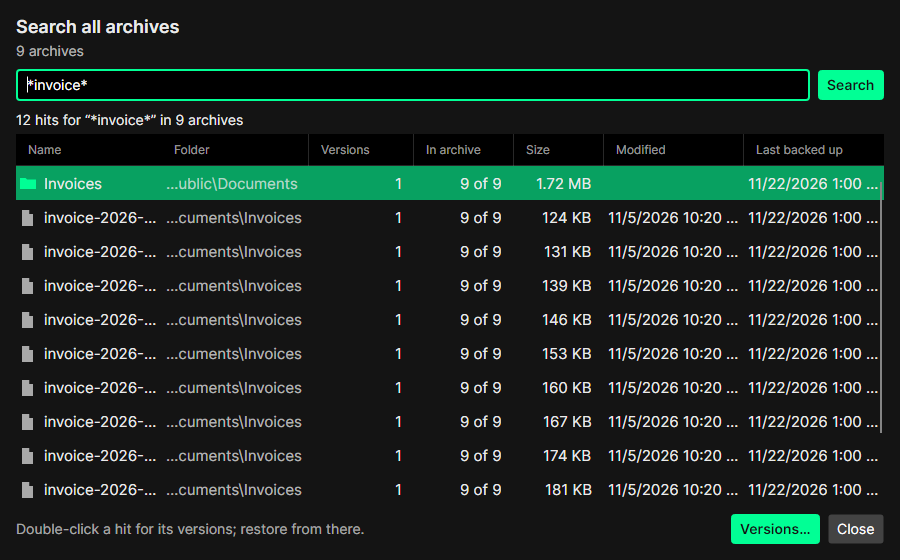 Search all archives
9 archives
*invoice*
Search
12 hits for “*invoice*” in 9 archives
Name Folder Versions In archive Size Modified Last backed up
Invoices ...ublic\Documents 1 9 of 9 1.72 MB 11/22/2026 1:00 ...
invoice-2026-... ...cuments\Invoices 1 9 of 9 124 KB 11/5/2026 10:20 ... 11/22/2026 1:00 ...
invoice-2026-... ...cuments\Invoices 1 9 of 9 131 KB 11/5/2026 10:20 ... 11/22/2026 1:00 ...
invoice-2026-... ...cuments\Invoices 1 9 of 9 139 KB 11/5/2026 10:20 ... 11/22/2026 1:00 ...
invoice-2026-... ...cuments\Invoices 1 9 of 9 146 KB 11/5/2026 10:20 ... 11/22/2026 1:00 ...
invoice-2026-... ...cuments\Invoices 1 9 of 9 153 KB 11/5/2026 10:20 ... 11/22/2026 1:00 ...
invoice-2026-... ...cuments\Invoices 1 9 of 9 160 KB 11/5/2026 10:20 ... 11/22/2026 1:00 ...
invoice-2026-... ...cuments\Invoices 1 9 of 9 167 KB 11/5/2026 10:20 ... 11/22/2026 1:00 ...
invoice-2026-... ...cuments\Invoices 1 9 of 9 174 KB 11/5/2026 10:20 ... 11/22/2026 1:00 ...
invoice-2026-... ...cuments\Invoices 1 9 of 9 181 KB 11/5/2026 10:20 ... 11/22/2026 1:00 ...
Double-click a hit for its versions; restore from there.
Versions...
Close